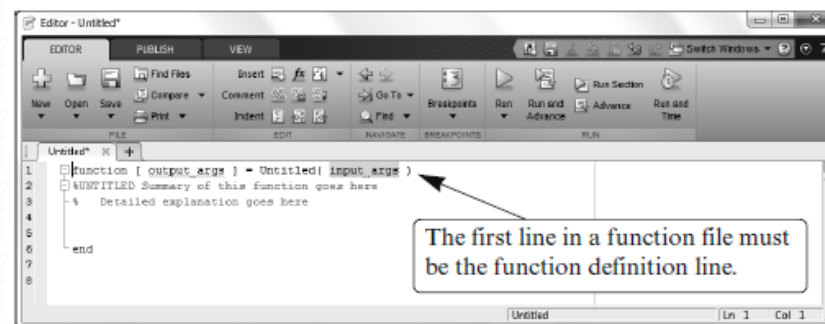 Editor - Untitled*
EDITOR PUBLISH VIEW
Switch Windows
Find Files
Insert fx
Compare
Comment
Go To
Breakpoints
Run Section
New Open Save
Print
Indent
Find
Run
Run and Advance
Advance
Run and Time
FILE EDIT NAVIGATE BREAKPOINTS RUN
Untitled* × +
1 function [ output_args ] = Untitled( input_args )
2 %UNTITLED Summary of this function goes here
3 % Detailed explanation goes here
4
5
6 end
7
8
The first line in a function file must
be the function definition line.
Untitled Ln 1 Col 1